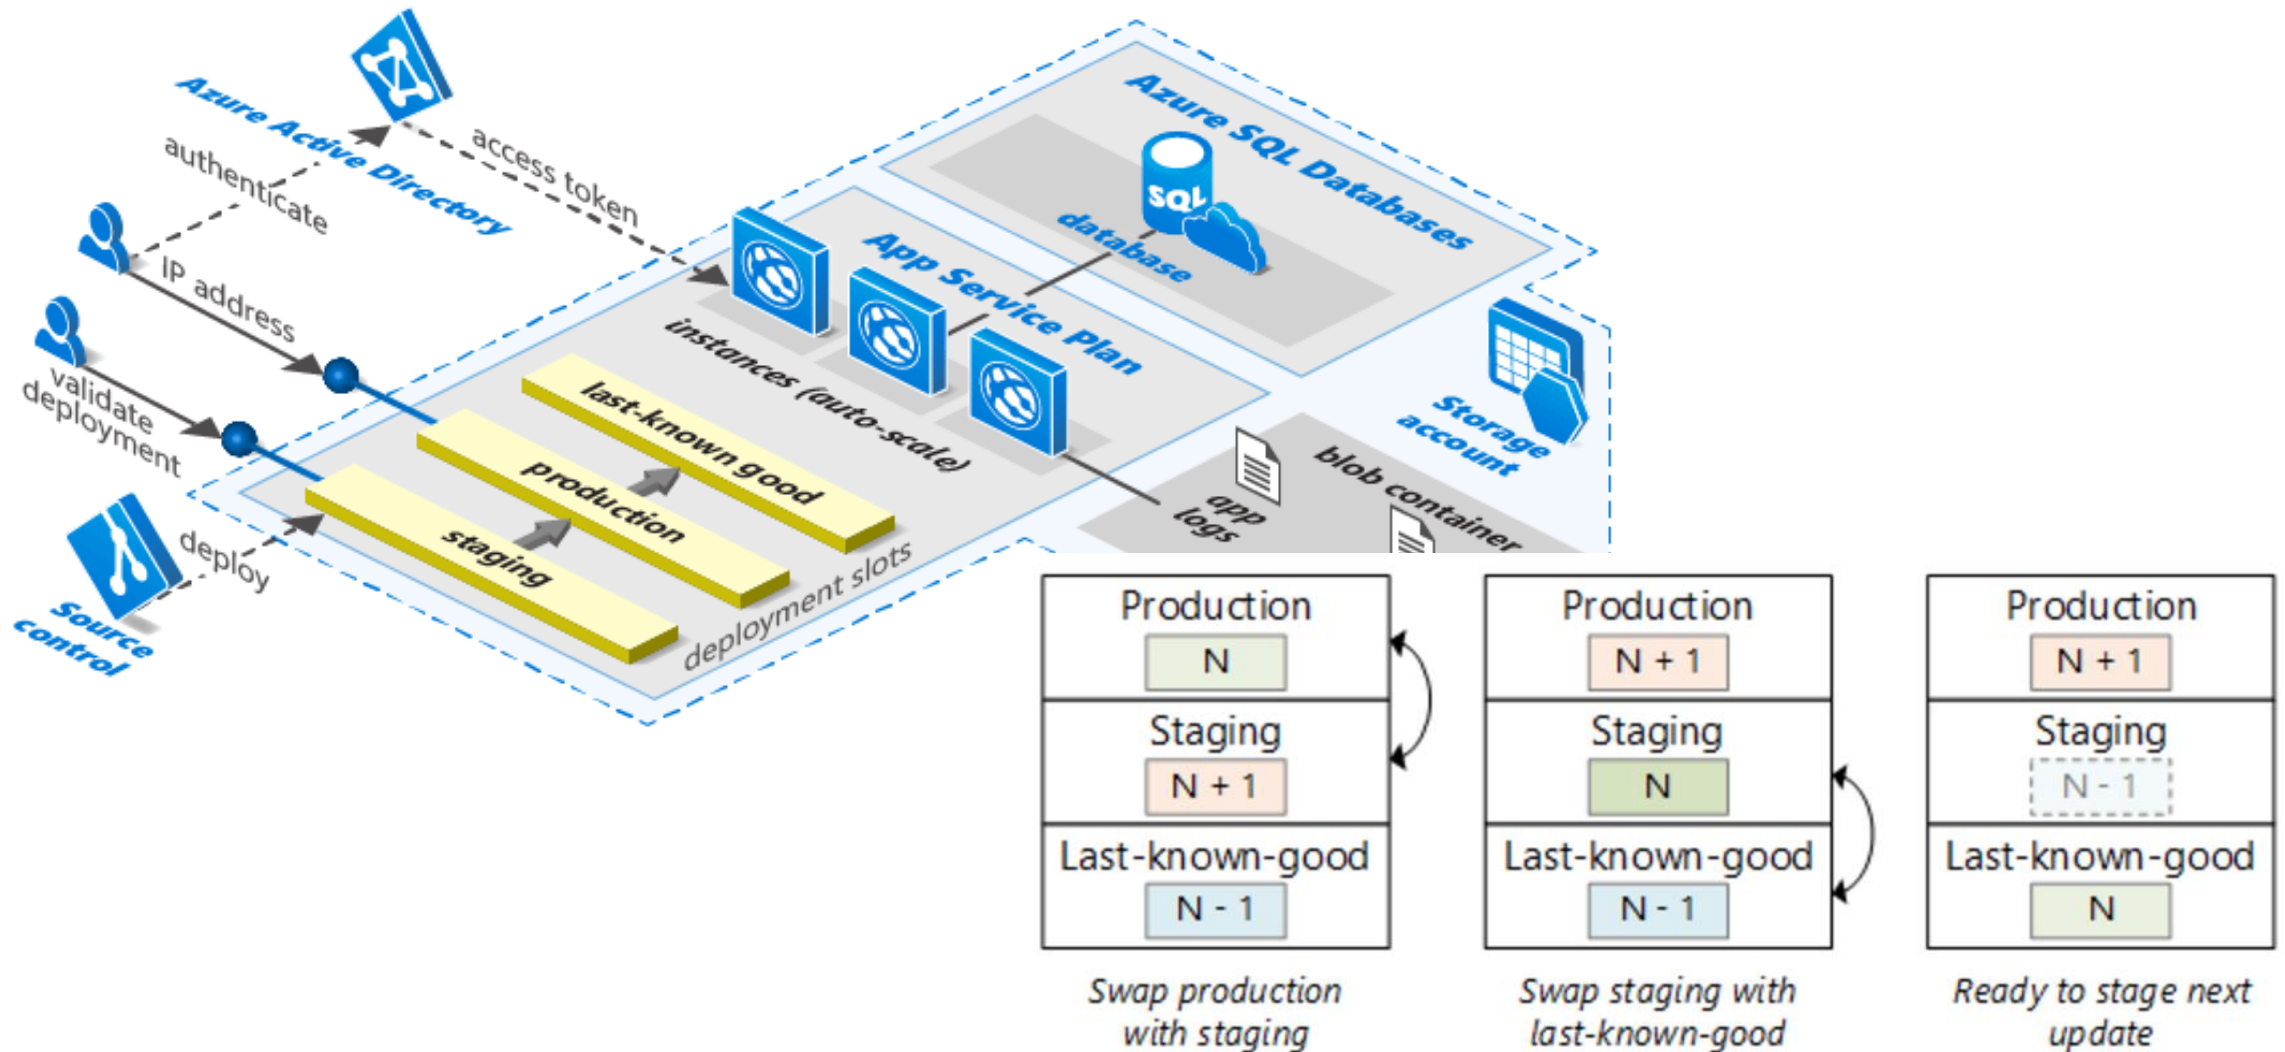 Azure Active Directory
authenticate
access token
IP address
validate
deployment
Source
control
deploy
Azure SQL Databases
SQL
database
App Service Plan
instances (auto-scale)
last-known good
production
staging
deployment slots
Storage
account
blob container
app
logs
Production
N
Staging
N + 1
Last-known-good
N - 1
Swap production
with staging
Production
N + 1
Staging
N
Last-known-good
N - 1
Swap staging with
last-known-good
Production
N + 1
Staging
N - 1
Last-known-good
N
Ready to stage next
update